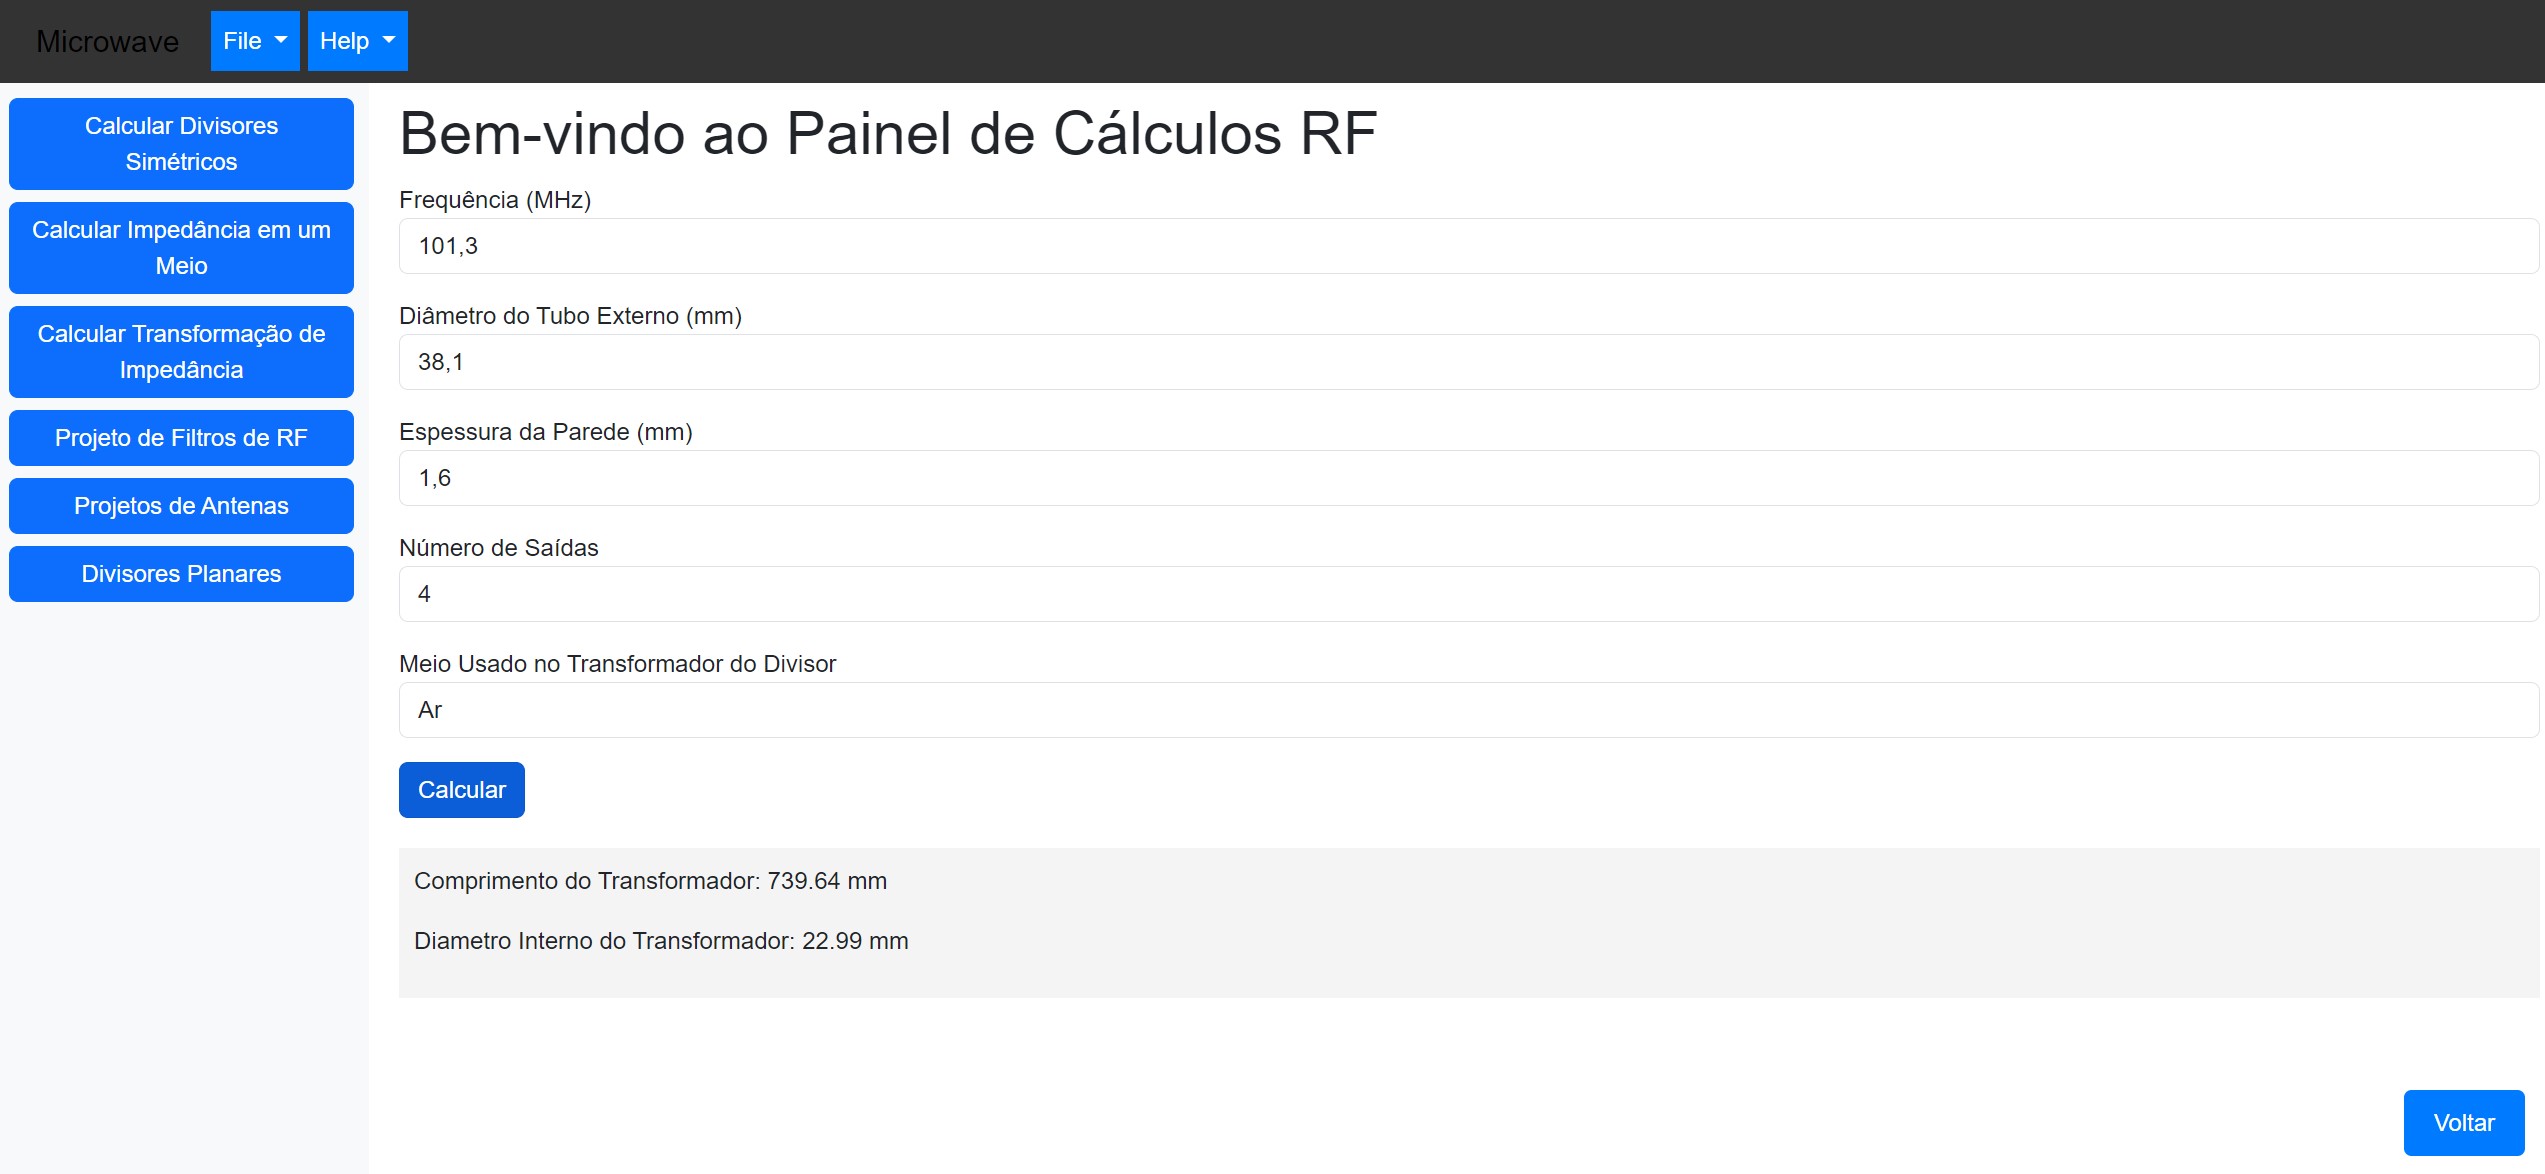 Microwave File Help
Calcular Divisores
Simétricos
Calcular Impedância em um
Meio
Calcular Transformação de
Impedância
Projeto de Filtros de RF
Projetos de Antenas
Divisores Planares
Bem-vindo ao Painel de Cálculos RF
Frequência (MHz)
101,3
Diâmetro do Tubo Externo (mm)
38,1
Espessura da Parede (mm)
1,6
Número de Saídas
4
Meio Usado no Transformador do Divisor
Ar
Calcular
Comprimento do Transformador: 739.64 mm
Diametro Interno do Transformador: 22.99 mm
Voltar